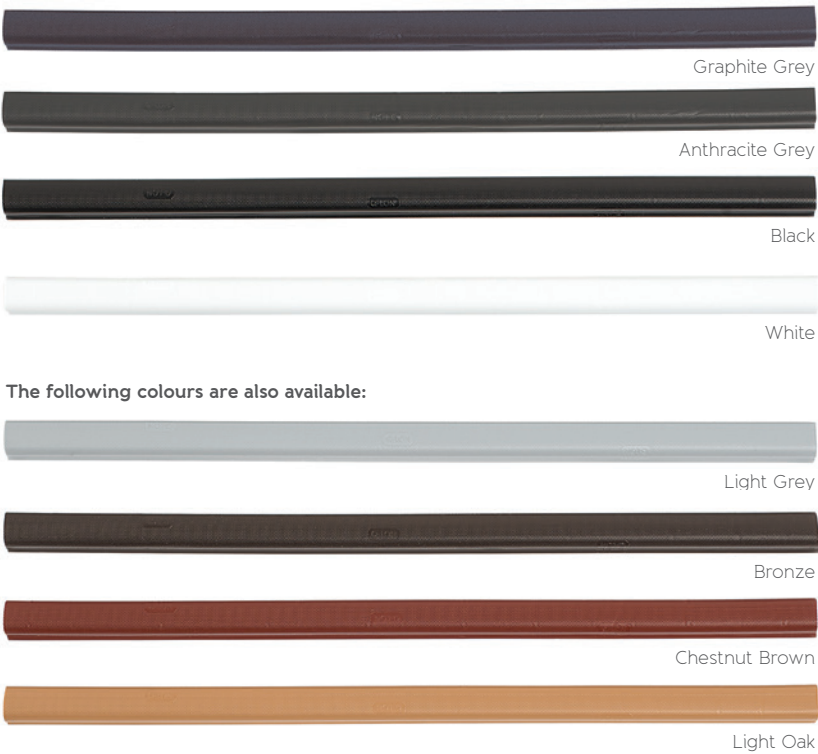 Graphite Grey
Anthracite Grey
Black
White
The following colours are also available:
Light Grey
Bronze
Chestnut Brown
Light Oak